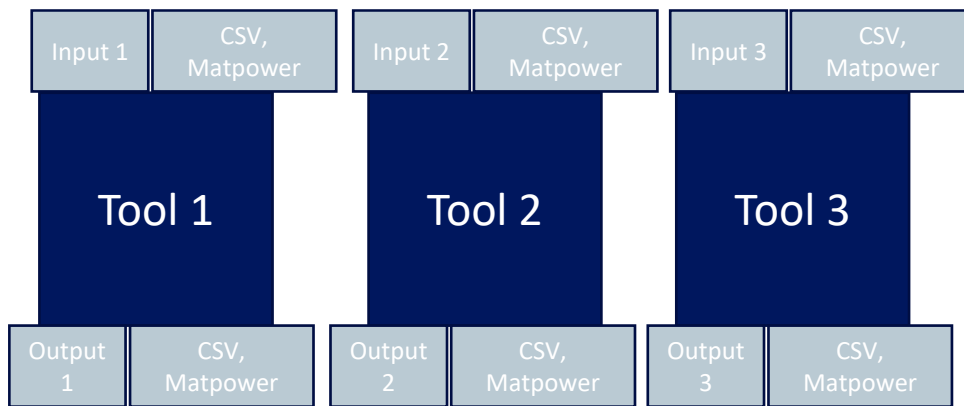 Input 1
CSV,
Matpower
Input 2
CSV,
Matpower
Input 3
CSV,
Matpower
Tool 1
Tool 2
Tool 3
Output
1
CSV,
Matpower
Output
2
CSV,
Matpower
Output
3
CSV,
Matpower